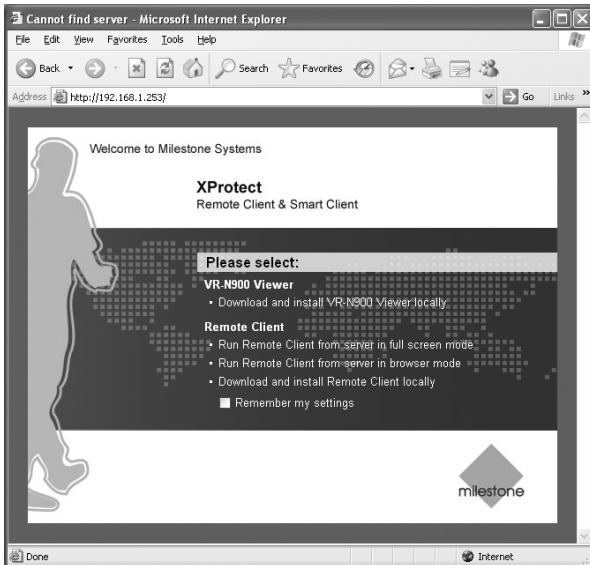 Cannot find server - Microsoft Internet Explorer
File Edit View Favorites Tools Help
Back Search Favorites
Address http://192.168.1.253/ Go Links »
Welcome to Milestone Systems
XProtect
Remote Client & Smart Client
Please select:
VR-N900 Viewer
• Download and install VR-N900 Viewer locally
Remote Client
• Run Remote Client from server in full screen mode
• Run Remote Client from server in browser mode
• Download and install Remote Client locally
Remember my settings
milestone
Done Internet